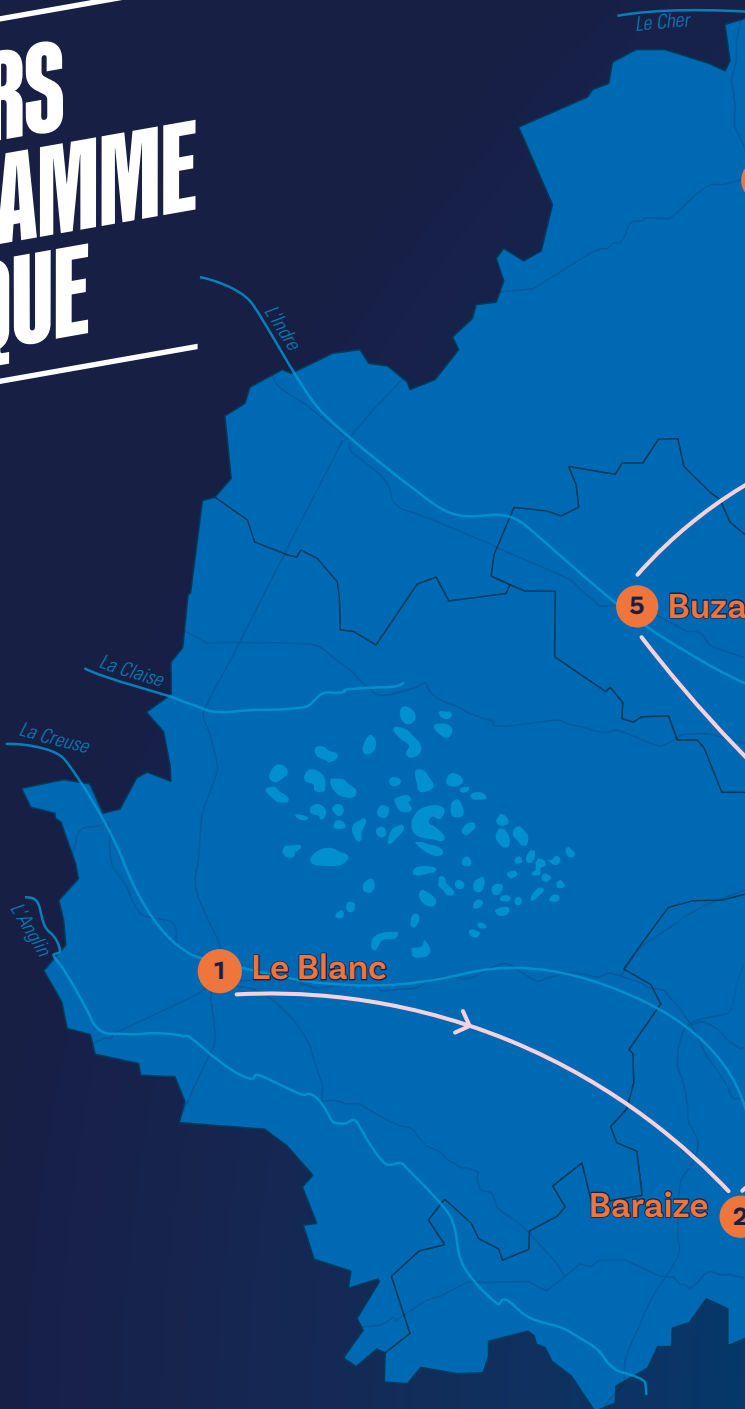 RS
AMME
QUE
Le Cher
L'Indre
5 Buza
La Claise
La Creuse
L'Anglin
1 Le Blanc
Baraize 2